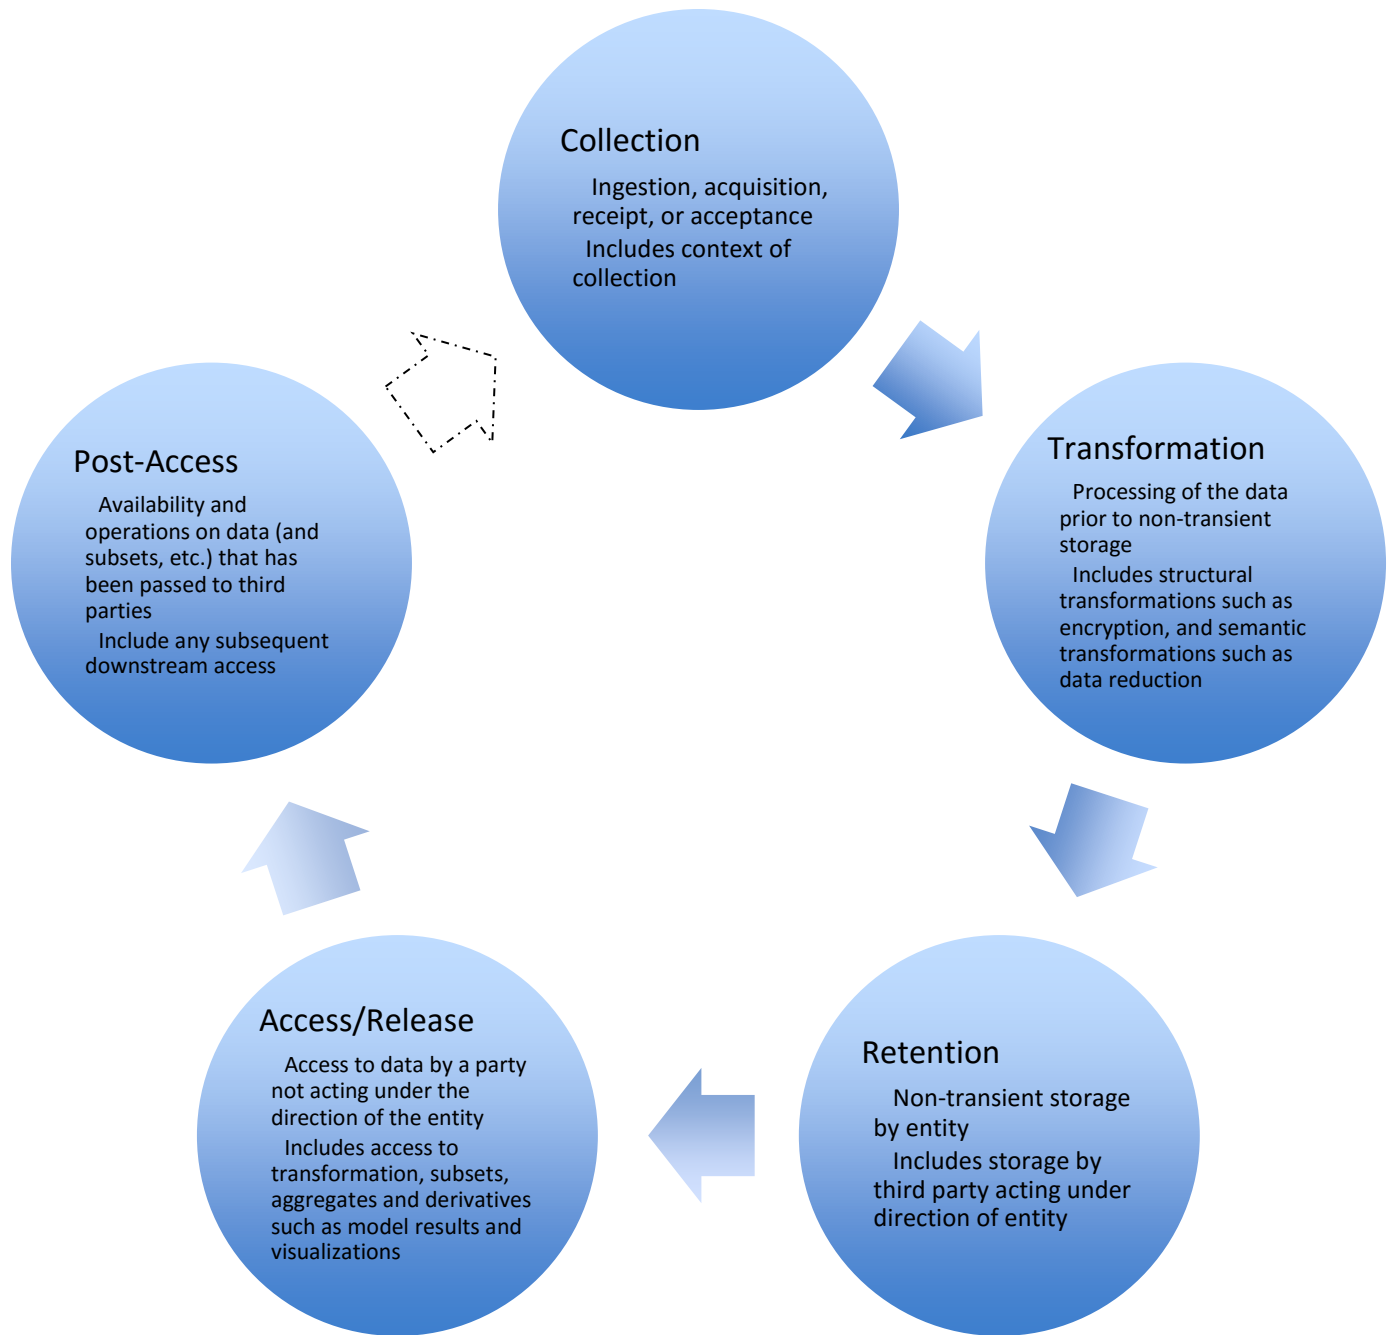 Collection
Ingestion, acquisition,
receipt, or acceptance
Includes context of
collection
Transformation
Processing of the data
prior to non-transient
storage
Includes structural
transformations such as
encryption, and semantic
transformations such as
data reduction
Retention
Non-transient storage
by entity
Includes storage by
third party acting under
direction of entity
Access/Release
Access to data by a party
not acting under the
direction of the entity
Includes access to
transformation, subsets,
aggregates and derivatives
such as model results and
visualizations
Post-Access
Availability and
operations on data (and
subsets, etc.) that has
been passed to third
parties
Include any subsequent
downstream access